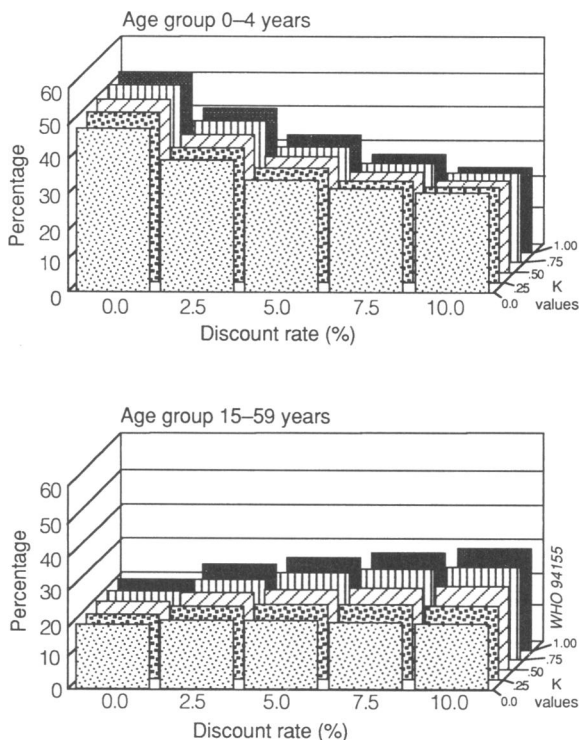 Age group 0–4 years
60
50
40
30
20
10
0
Percentage
0.0 2.5 5.0 7.5 10.0
Discount rate (%)
1.00
.75
.50
.25 K
0.0 values
Age group 15–59 years
60
50
40
30
20
10
0
Percentage
0.0 2.5 5.0 7.5 10.0
Discount rate (%)
WHO 94155
1.00
.75
.50
.25 K
0.0 values